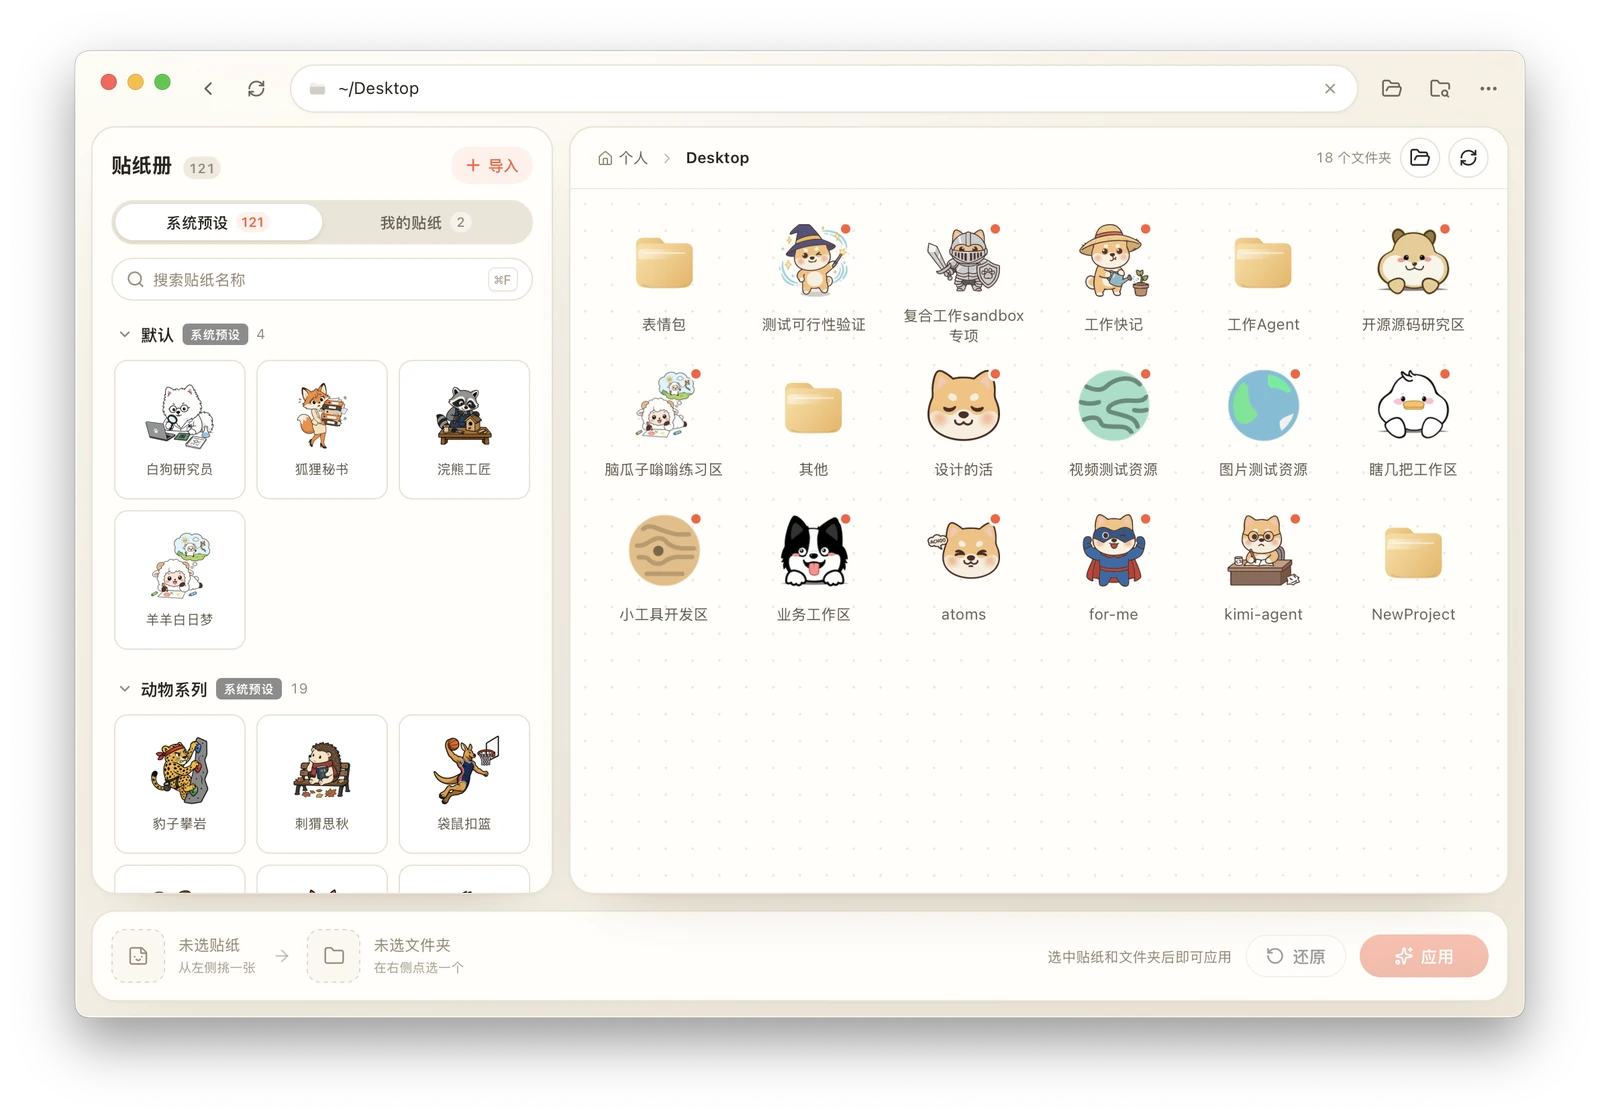 ~/Desktop
贴纸册 121
导入
系统预设 121
我的贴纸 2
搜索贴纸名称
⌘F
默认 系统预设 4
白狗研究员
狐狸秘书
浣熊工匠
羊羊白日梦
动物系列 系统预设 19
豹子攀岩
刺猬思秋
袋鼠扣篮
个人 Desktop
18 个文件夹
表情包
测试可行性验证
复合工作sandbox
专项
工作快记
工作Agent
开源源码研究区
脑瓜子嗡嗡练习区
其他
设计的活
视频测试资源
图片测试资源
瞎几把工作区
小工具开发区
业务工作区
ACHOO
atoms
for-me
kimi-agent
NewProject
未选贴纸
从左侧挑一张
未选文件夹
在右侧点选一个
选中贴纸和文件夹后即可应用
还原
应用